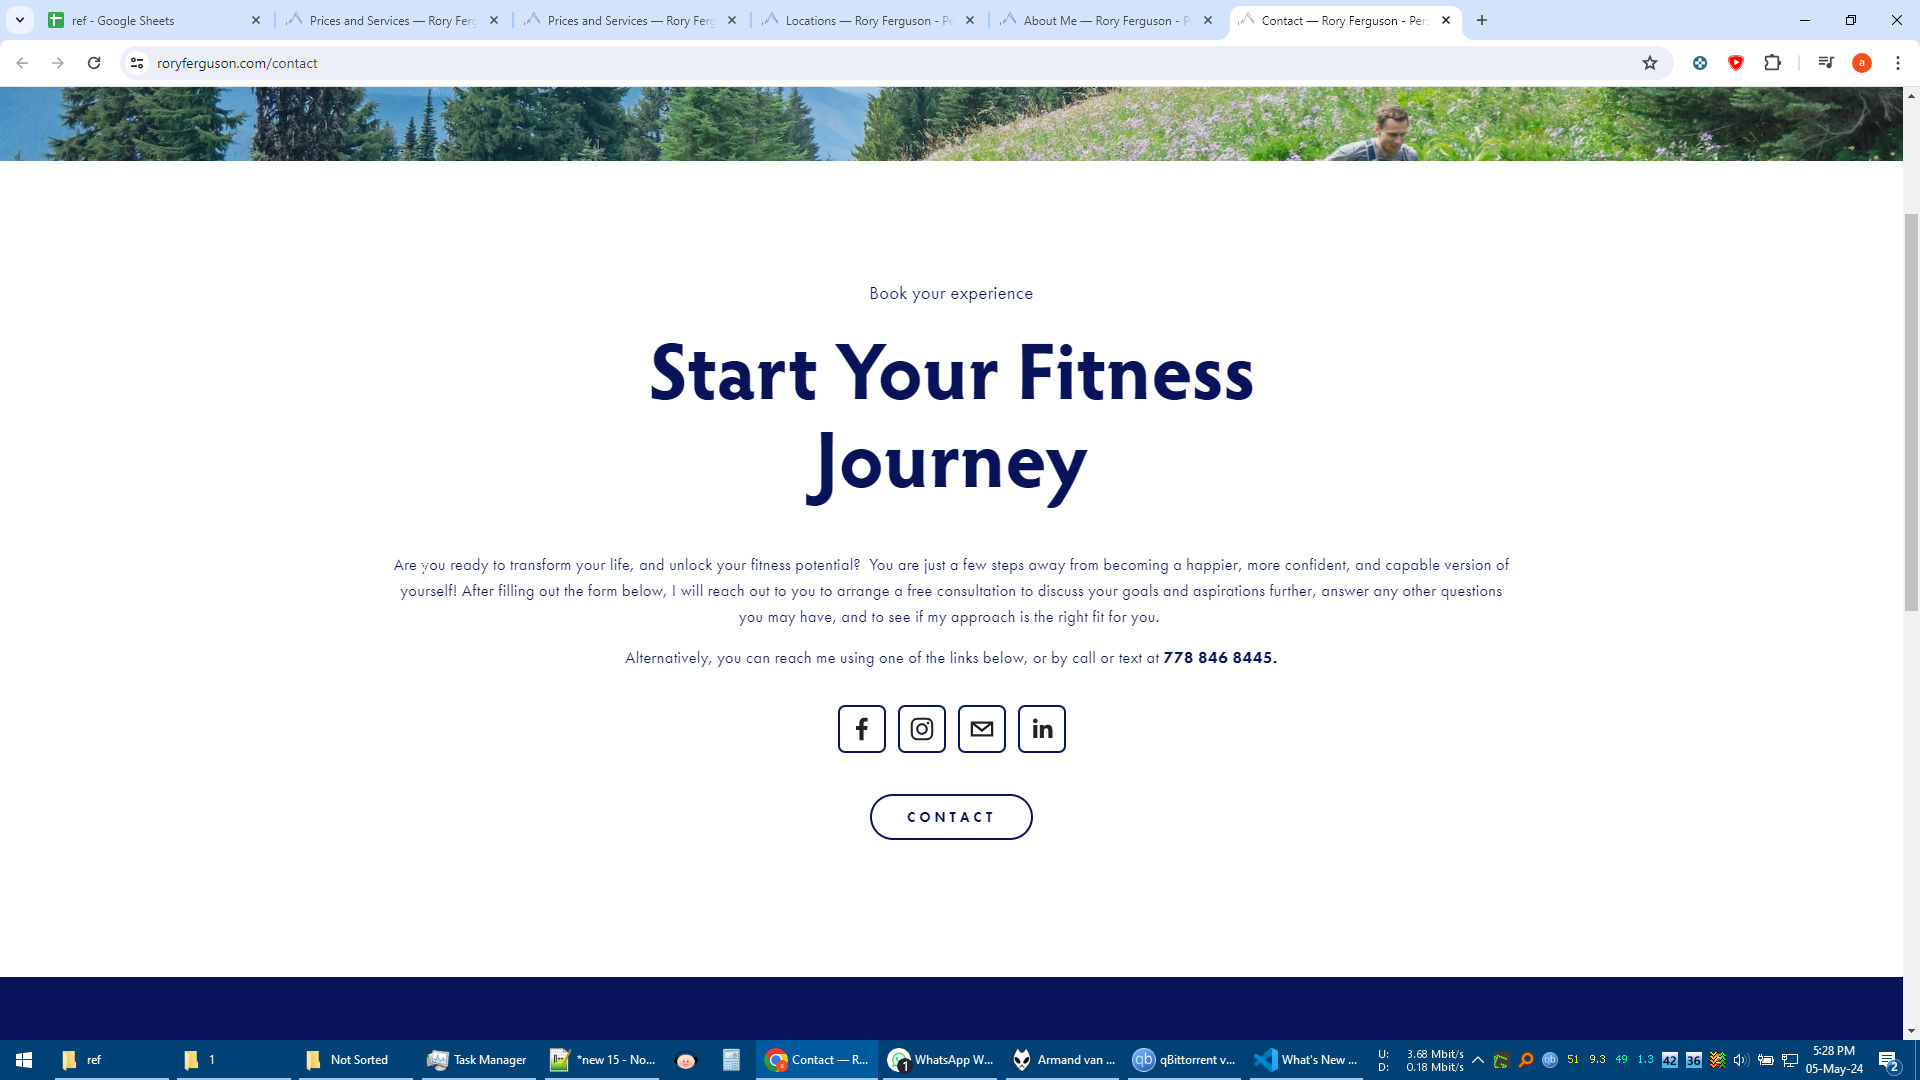 ref - Google Sheets
Prices and Services — Rory Ferg
Prices and Services — Rory Ferg
Locations — Rory Ferguson - Pe
About Me — Rory Ferguson - P
Contact — Rory Ferguson - Pers
roryferguson.com/contact
a
Book your experience
Start Your Fitness
Journey
Are you ready to transform your life, and unlock your fitness potential?  You are just a few steps away from becoming a happier, more confident, and capable version of
yourself! After filling out the form below, I will reach out to you to arrange a free consultation to discuss your goals and aspirations further, answer any other questions
you may have, and to see if my approach is the right fit for you.
Alternatively, you can reach me using one of the links below, or by call or text at 778 846 8445.
CONTACT
ref
1
Not Sorted
Task Manager
*new 15 - No...
Contact — R...
1
WhatsApp W...
Armand van ...
qb
qBittorrent v...
What's New ...
U: 3.68 Mbit/s
D: 0.18 Mbit/s
qb
51
9.3
49
1.3
42
36
5:28 PM
05-May-24
2